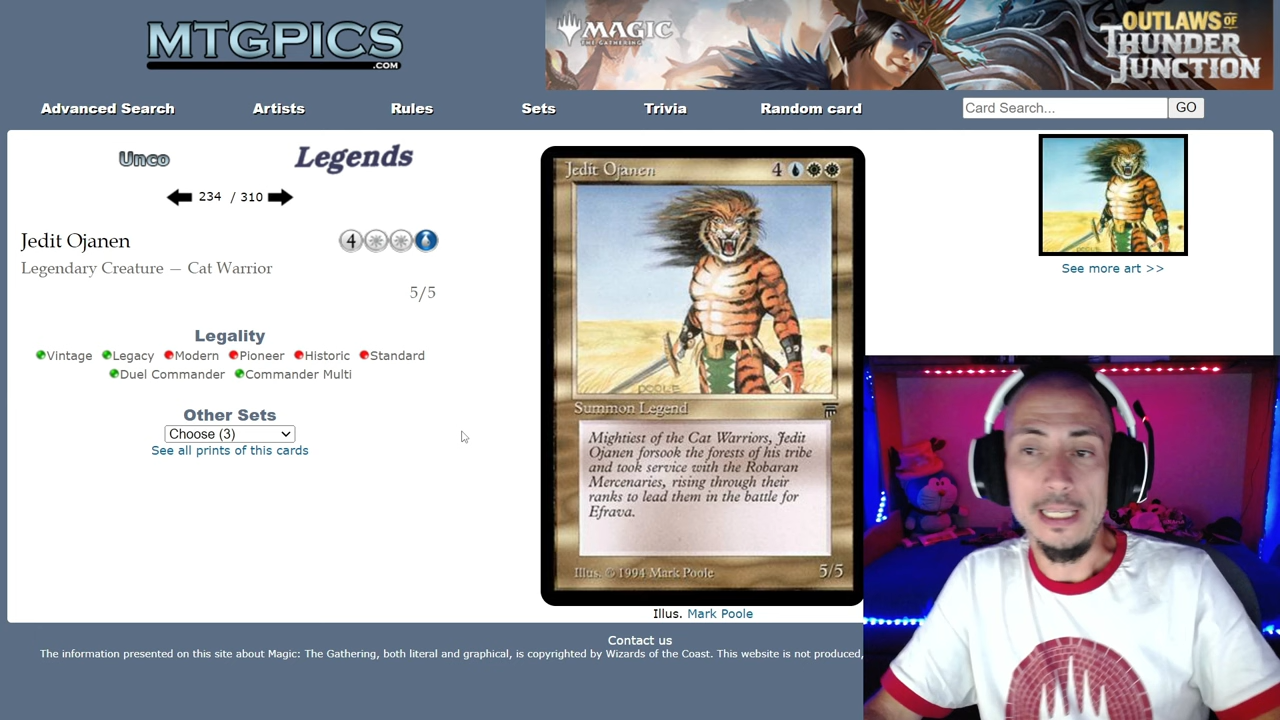 MTGPICS
.COM
MAGIC
THE GATHERING
OUTLAWS OF
THUNDER
JUNCTION
Advanced Search Artists Rules Sets Trivia Random card Card Search... GO
Unco Legends
234 / 310
Jedit Ojanen 4
Legendary Creature — Cat Warrior
5/5
Legality
Vintage Legacy Modern Pioneer Historic Standard
Duel Commander Commander Multi
Other Sets
Choose (3)
See all prints of this cards
Jedit Ojanen 4
POOLE
Summon Legend
Mightiest of the Cat Warriors, Jedit
Ojanen forsook the forests of his tribe
and took service with the Robaran
Mercenaries, rising through their
ranks to lead them in the battle for
Efrava.
Illus. © 1994 Mark Poole 5/5
Illus. Mark Poole
See more art >>
Contact us
The information presented on this site about Magic: The Gathering, both literal and graphical, is copyrighted by Wizards of the Coast. This website is not produced,